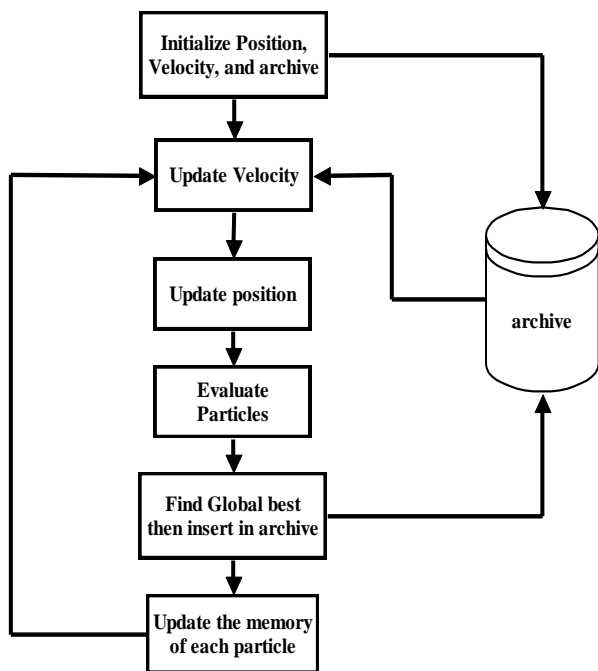 Initialize Position,
Velocity, and archive
Update Velocity
Update position
archive
Evaluate
Particles
Find Global best
then insert in archive
Update the memory
of each particle